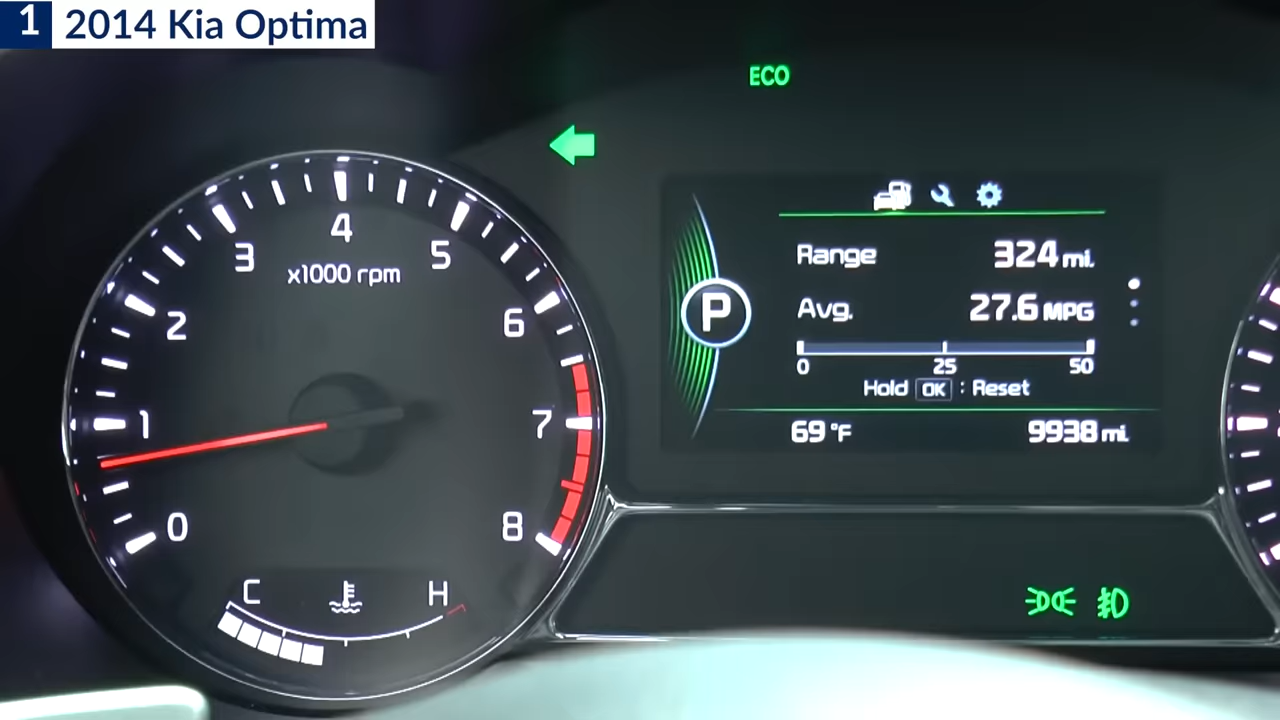 1 2014 Kia Optima
ECO
4
3
5
x1000 rpm
2
6
1
7
0
8
C
H
Range 324 mi.
P
Avg. 27.6 MPG
0 25 50
Hold OK : Reset
69 °F 9938 mi.